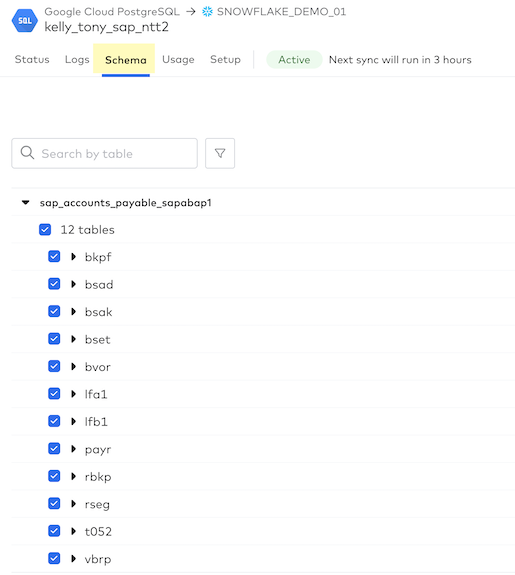 SQL
Google Cloud PostgreSQL → SNOWFLAKE_DEMO_01
kelly_tony_sap_ntt2
Status Logs Schema Usage Setup Active Next sync will run in 3 hours
Search by table
sap_accounts_payable_sapabap1
12 tables
bkpf
bsad
bsak
bset
bvor
lfa1
lfb1
payr
rbkp
rseg
t052
vbrp